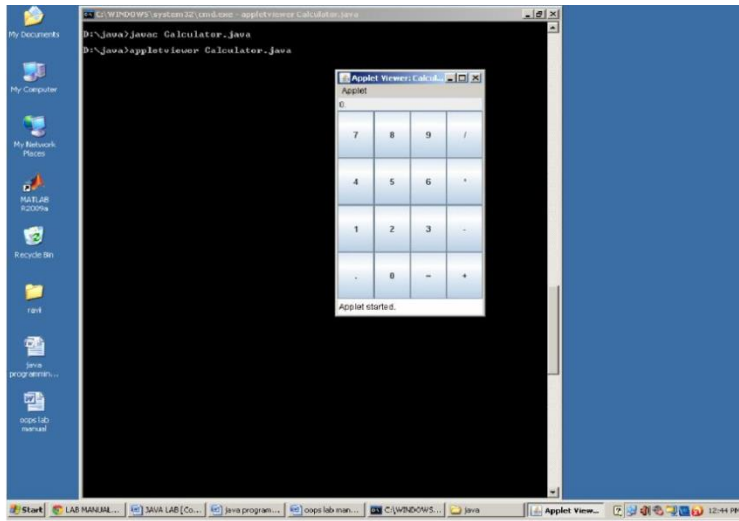 My Documents
My Computer
My Network
Places
MATLAB
R2009a
Recycle Bin
ravi
java
programmin...
oops lab
manual
C:\WINDOWS\system32\cmd.exe - appletviewer Calculator.java
D:\java>javac Calculator.java
D:\java>appletviewer Calculator.java
Applet Viewer: Calcul...
Applet
0.
7 8 9 /
4 5 6 *
1 2 3 -
. 0 = +
Applet started.
Start LAB MANUAL... JAVA LAB [Co... java program... oops lab man... C:\WINDOWS... java Applet View... 12:44 PM